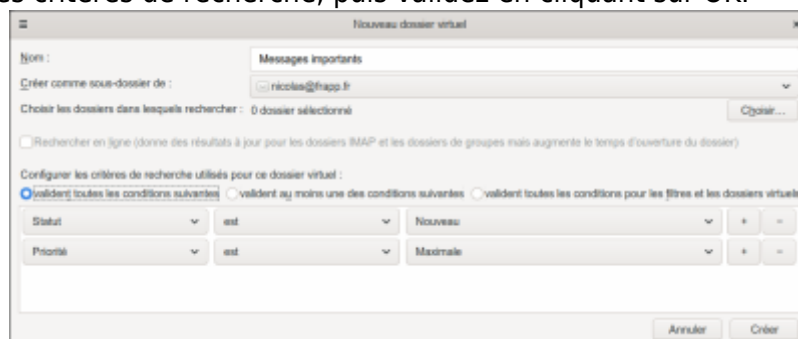 les critères de recherche, puis validez en cliquant sur OK.
Nouveau dossier virtuel
Nom : Messages importants
Créer comme sous-dossier de : nicolas@frapp.fr
Choisir les dossiers dans lesquels rechercher : 0 dossier sélectionné Choisir...
Rechercher en ligne (donne des résultats à jour pour les dossiers IMAP et les dossiers de groupes mais augmente le temps d'ouverture du dossier)
Configurer les critères de recherche utilisés pour ce dossier virtuel :
valident toutes les conditions suivantes valident au moins une des conditions suivantes valident toutes les conditions pour les filtres et les dossiers virtuels
Statut est Nouveau + -
Priorité est Maximale + -
Annuler Créer